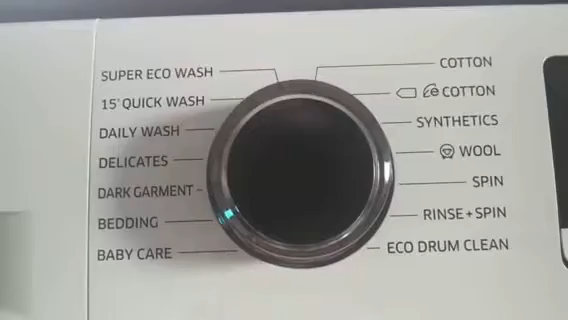 SUPER ECO WASH
15' QUICK WASH
DAILY WASH
DELICATES
DARK GARMENT
BEDDING
BABY CARE
COTTON
COTTON
SYNTHETICS
WOOL
SPIN
RINSE+SPIN
ECO DRUM CLEAN